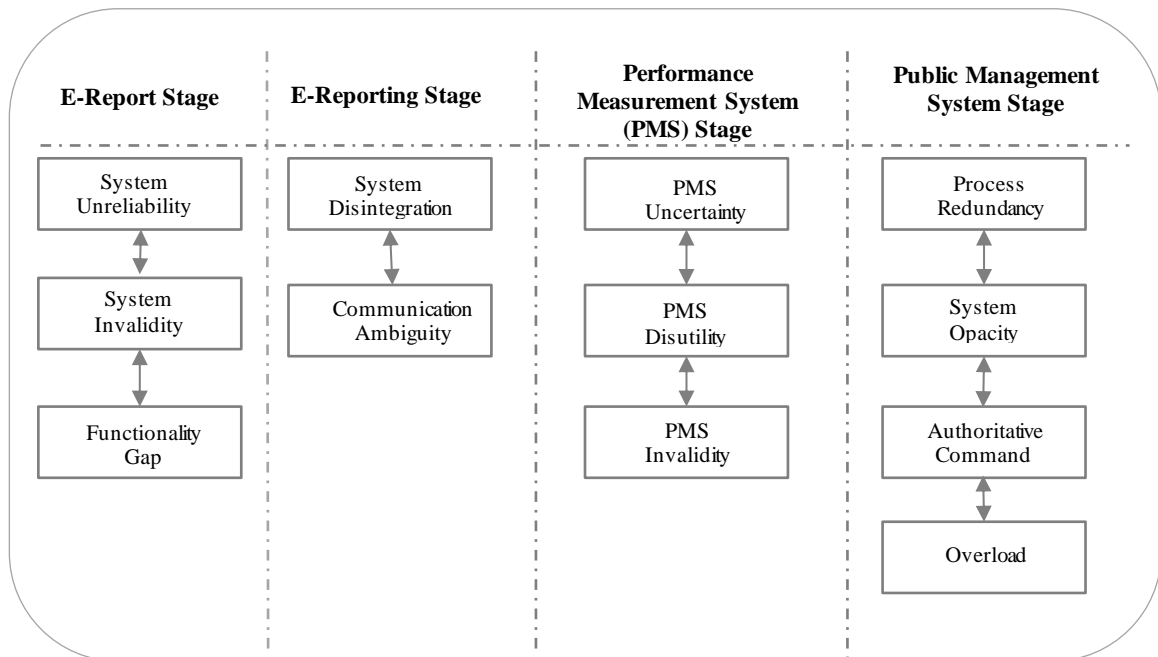 E-Report Stage
E-Reporting Stage
Performance
Measurement System
(PMS) Stage
Public Management
System Stage
System
Unreliability
System
Invalidity
Functionality
Gap
System
Disintegration
Communication
Ambiguity
PMS
Uncertainty
PMS
Disutility
PMS
Invalidity
Process
Redundancy
System
Opacity
Authoritative
Command
Overload